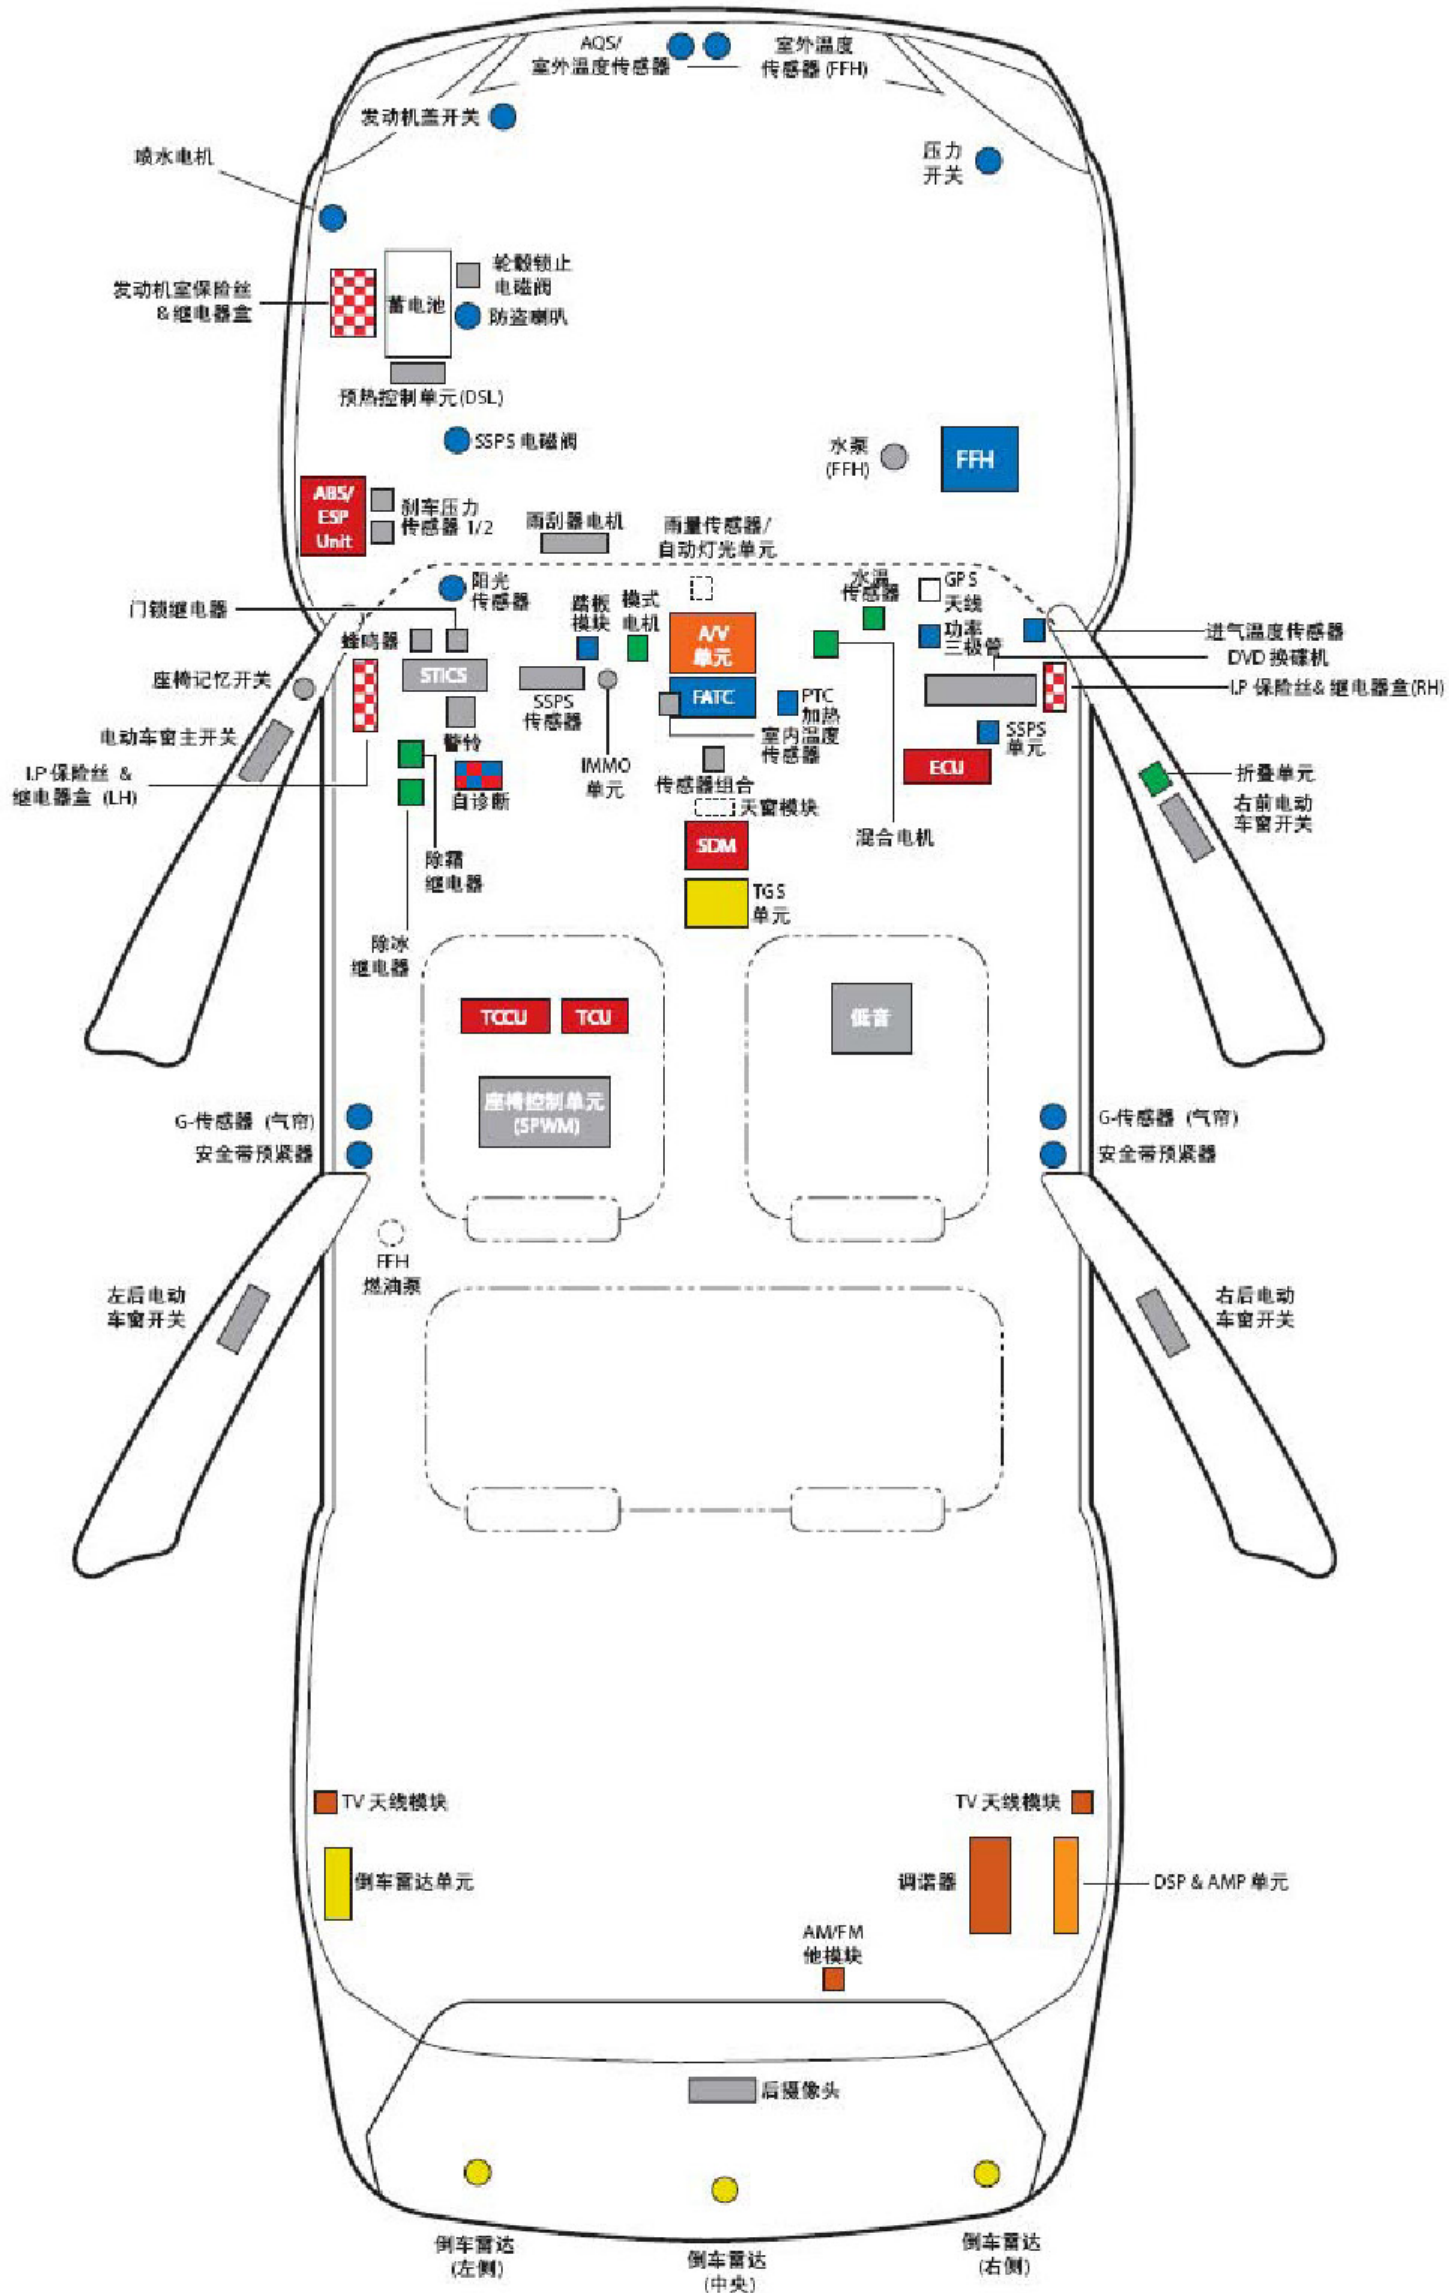 AQS/
室外温度传感器
室外温度
传感器(FFH)
发动机盖开关
喷水电机
压力
开关
轮毂锁止
电磁阀
发动机室保险丝
&继电器盒
蓄电池
防盗喇叭
预热控制单元(DSL)
SSPS 电磁阀
水泵
(FFH)
FFH
ABS/
ESP
Unit
刹车压力
传感器 1/2
雨刮器电机
雨量传感器/
自动灯光单元
阳光
传感器
门锁继电器
踏板
模块
模式
电机
水温
传感器
GPS
天线
蜂鸣器
A/V
单元
功率
三极管
进气温度传感器
DVD 换碟机
座椅记忆开关
STICS
SSPS
传感器
FATC
PTC
加热
I.P 保险丝& 继电器盒(RH)
电动车窗主开关
警铃
室内温度
传感器
SSPS
单元
I.P 保险丝 &
继电器盒 (LH)
自诊断
IMMO
单元
传感器组合
ECU
折叠单元
天窗模块
右前电动
车窗开关
除霜
继电器
SDM
混合电机
TGS
单元
除冰
继电器
TCCU
TCU
低音
座椅控制单元
(SPWM)
G-传感器 (气帘)
安全带预紧器
G-传感器 (气帘)
安全带预紧器
FFH
燃油泵
左后电动
车窗开关
右后电动
车窗开关
TV 天线模块
TV 天线模块
倒车雷达单元
调谐器
DSP & AMP 单元
AM/FM
他模块
后摄像头
倒车雷达
(左侧)
倒车雷达
(中央)
倒车雷达
(右侧)